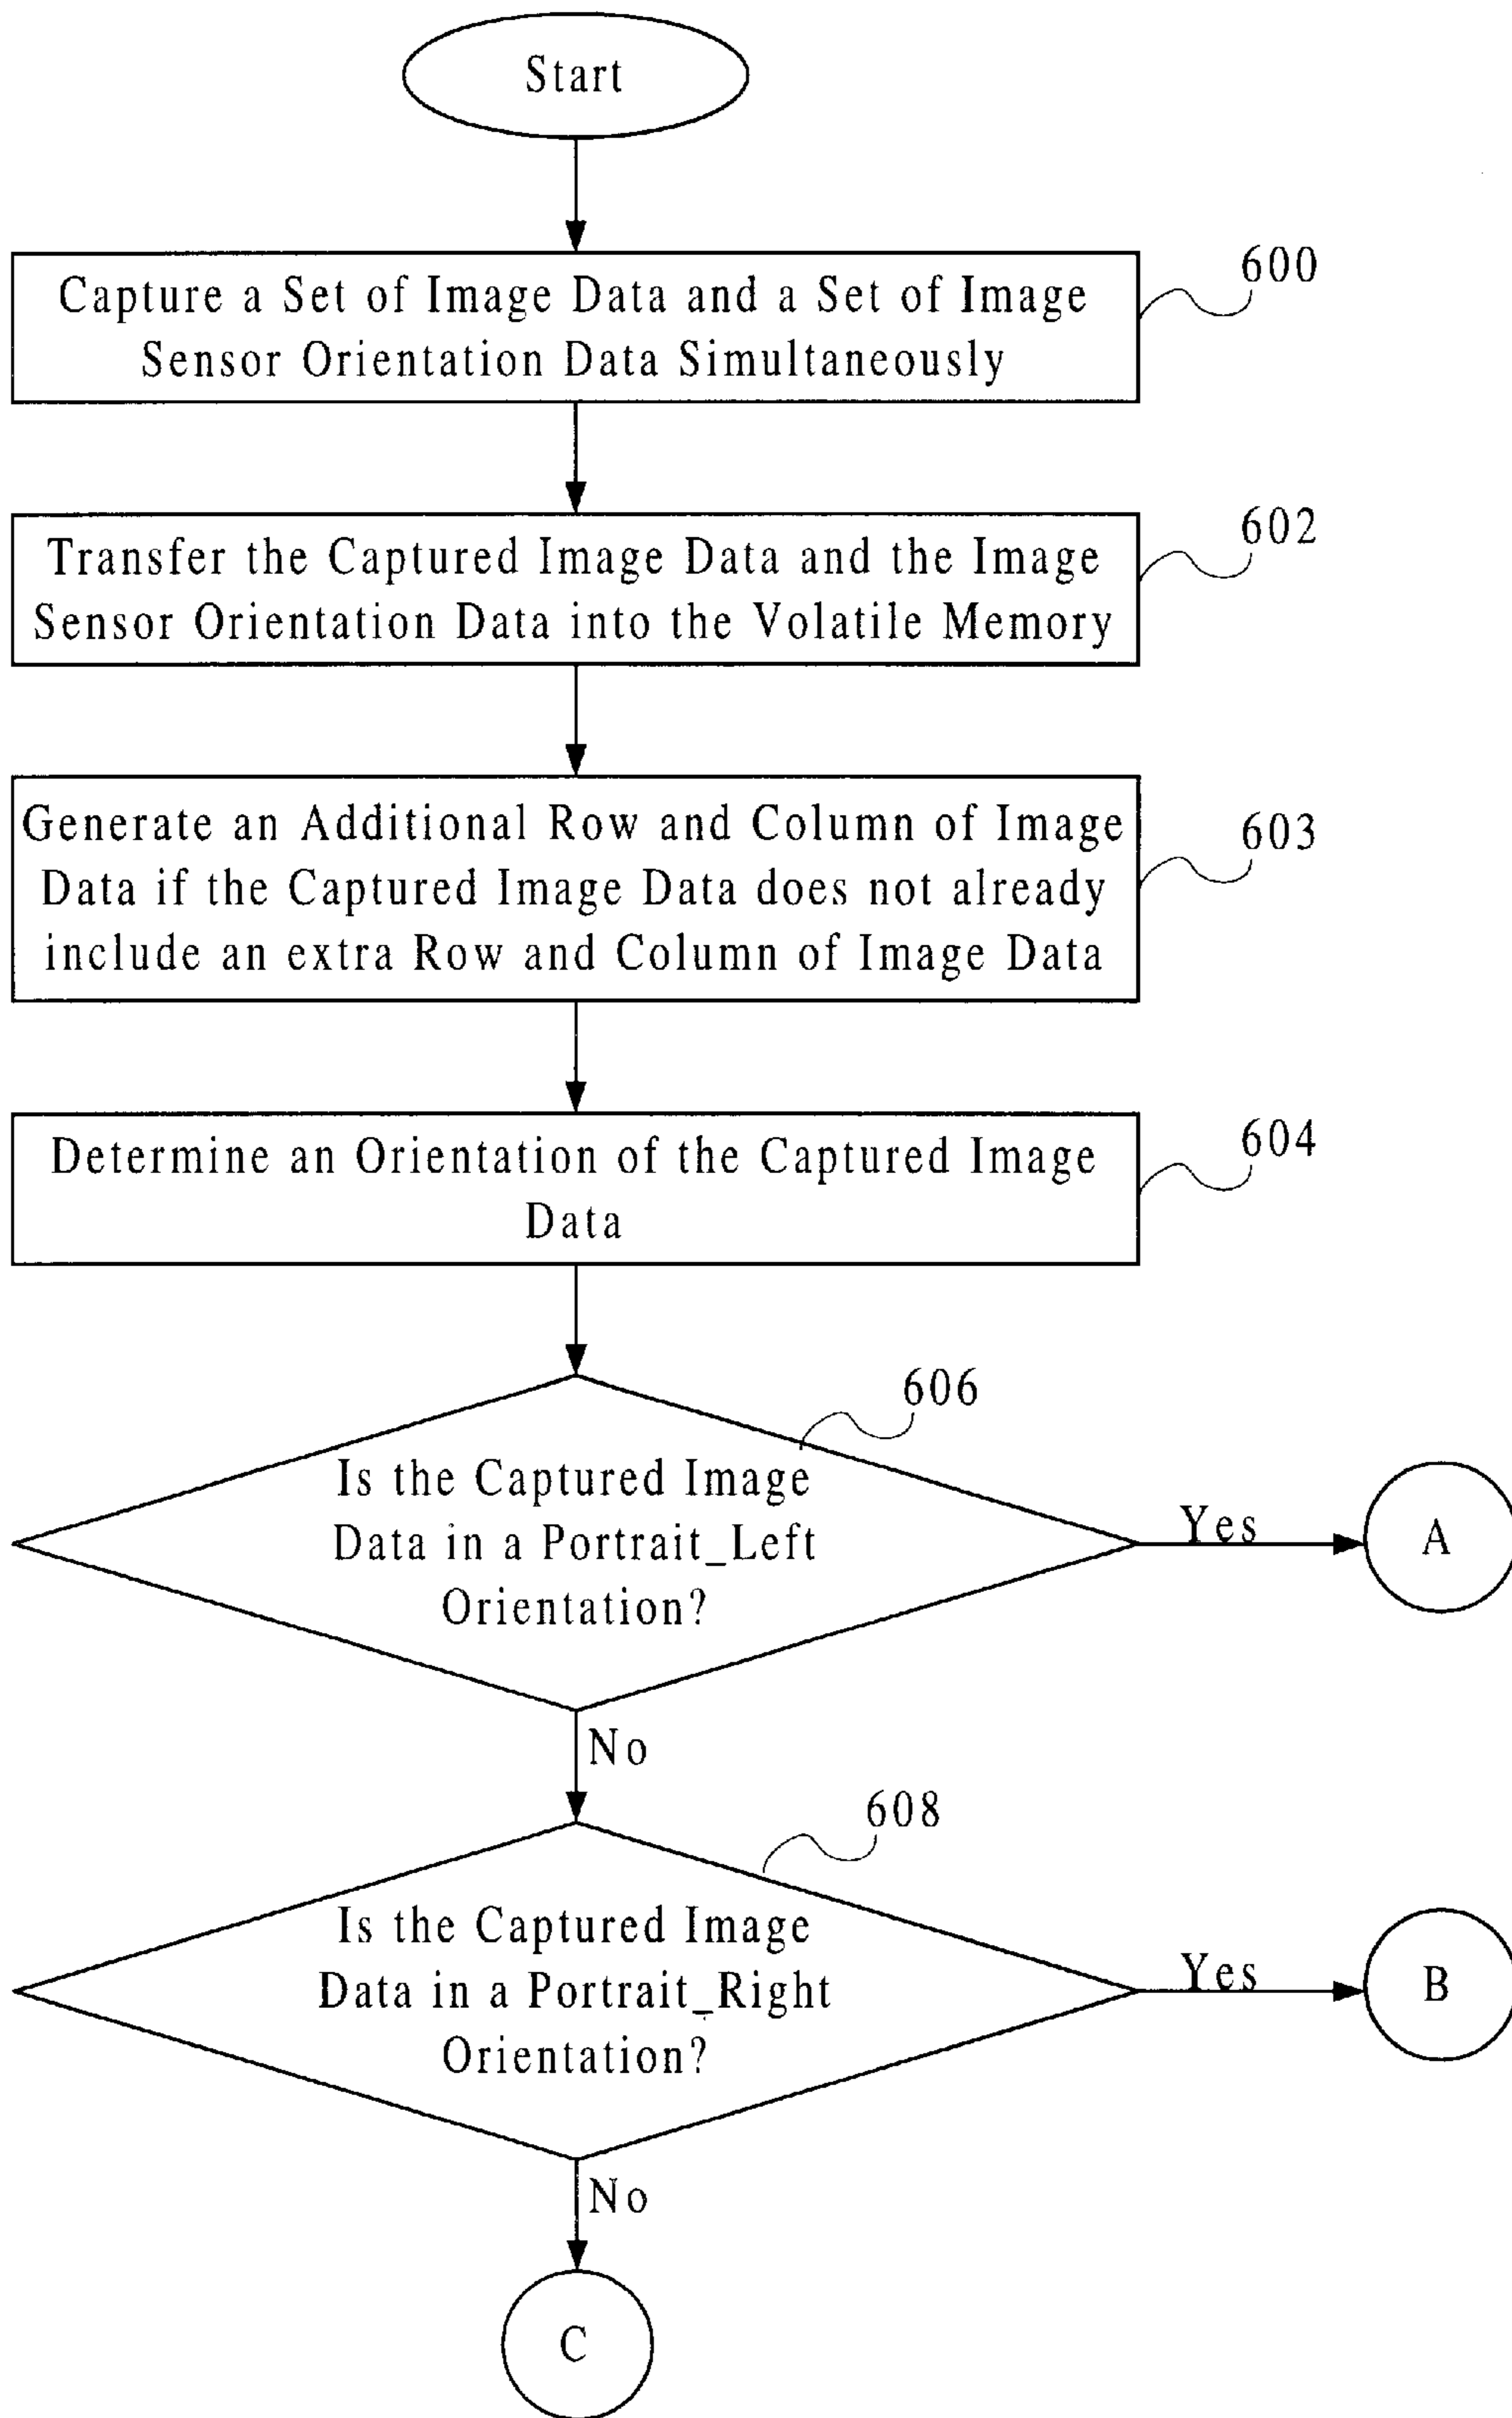 Start
600
Capture a Set of Image Data and a Set of Image
Sensor Orientation Data Simultaneously
602
Transfer the Captured Image Data and the Image
Sensor Orientation Data into the Volatile Memory
603
Generate an Additional Row and Column of Image
Data if the Captured Image Data does not already
include an extra Row and Column of Image Data
604
Determine an Orientation of the Captured Image
Data
606
Is the Captured Image
Data in a Portrait_Left
Orientation?
Yes
A
No
608
Is the Captured Image
Data in a Portrait_Right
Orientation?
Yes
B
No
C